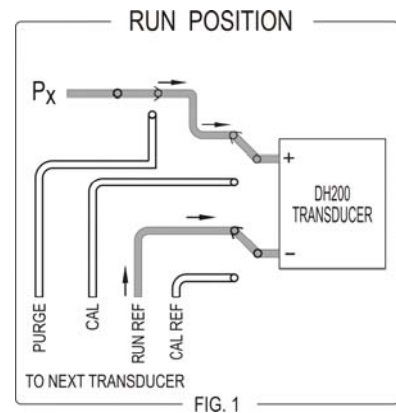 RUN POSITION
Px
+
DH200
TRANSDUCER
−
PURGE
CAL
RUN REF
CAL REF
TO NEXT TRANSDUCER
FIG. 1